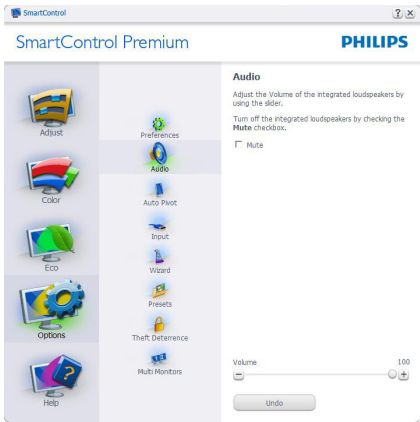 SmartControl
SmartControl Premium
PHILIPS
Adjust
Color
Eco
Options
Help
Preferences
Audio
Auto Pivot
Input
Wizard
Presets
Theft Deterrence
Multi Monitors
Audio
Adjust the Volume of the integrated loudspeakers by
using the slider.
Turn off the integrated loudspeakers by checking the
Mute checkbox.
Mute
Volume 100
Undo